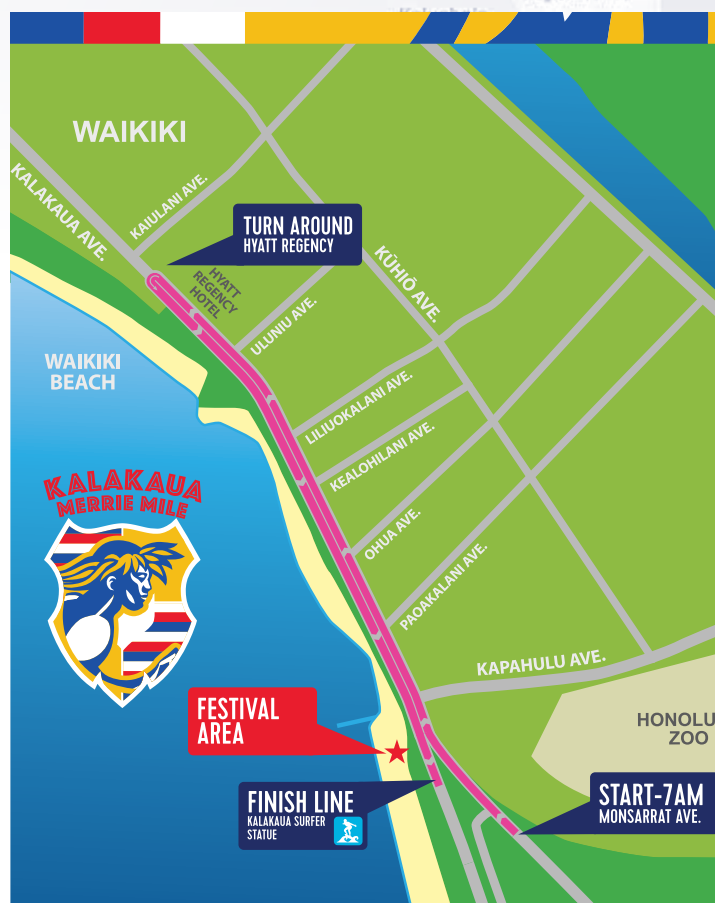 WAIKIKI
KALAKAUA AVE.
KAIULANI AVE.
TURN AROUND
HYATT REGENCY
HYATT
REGENCY
HOTEL
KŪHIŌ AVE.
ULUNIU AVE.
WAIKIKI
BEACH
LILIUOKALANI AVE.
KEALOHILANI AVE.
KALAKAUA
MERRIE MILE
OHUA AVE.
PAOAKALANI AVE.
KAPAHULU AVE.
FESTIVAL
AREA
HONOLU
ZOO
FINISH LINE
KALAKAUA SURFER
STATUE
START-7AM
MONSARRAT AVE.